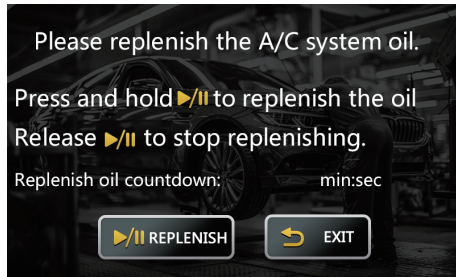 Please replenish the A/C system oil.
Press and hold ▶/II to replenish the oil
Release ▶/II to stop replenishing.
Replenish oil countdown: min:sec
▶/II REPLENISH EXIT